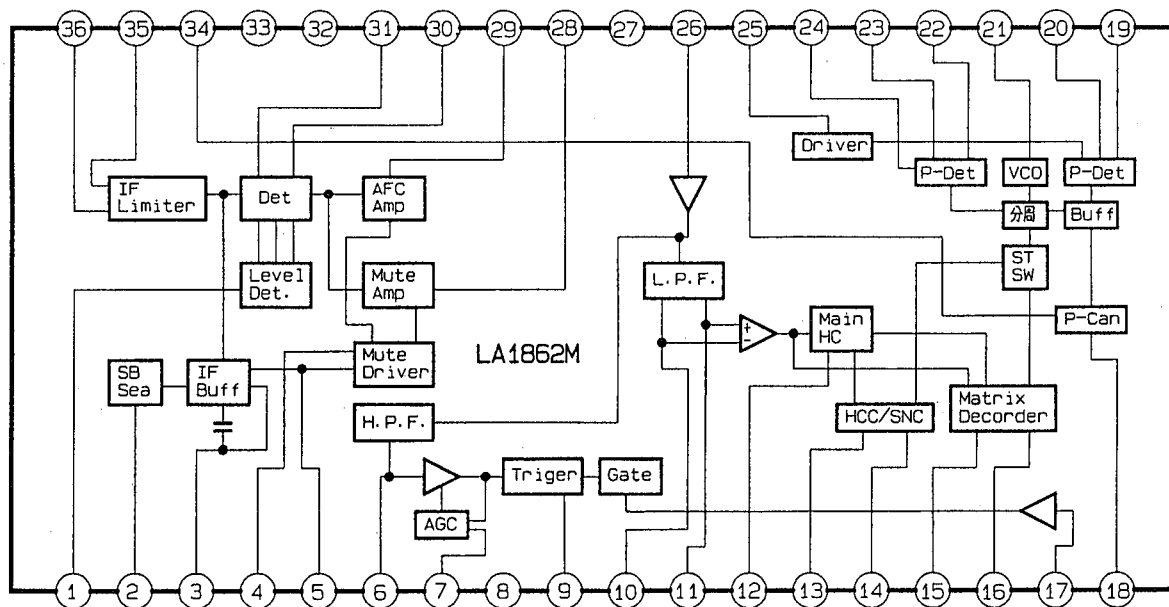 36 35 34 33 32 31 30 29 28 27 26 25 24 23 22 21 20 19
Driver
P-Det
VCO
P-Det
IF
Limiter
Det
AFC
Amp
分周
Buff
Level
Det.
Mute
Amp
L.P.F.
ST
SW
+
-
Main
HC
P-Can
LA1862M
SB
Sea
IF
Buff
Mute
Driver
HCC/SNC
Matrix
Decorder
H.P.F.
Triger
Gate
AGC
1 2 3 4 5 6 7 8 9 10 11 12 13 14 15 16 17 18